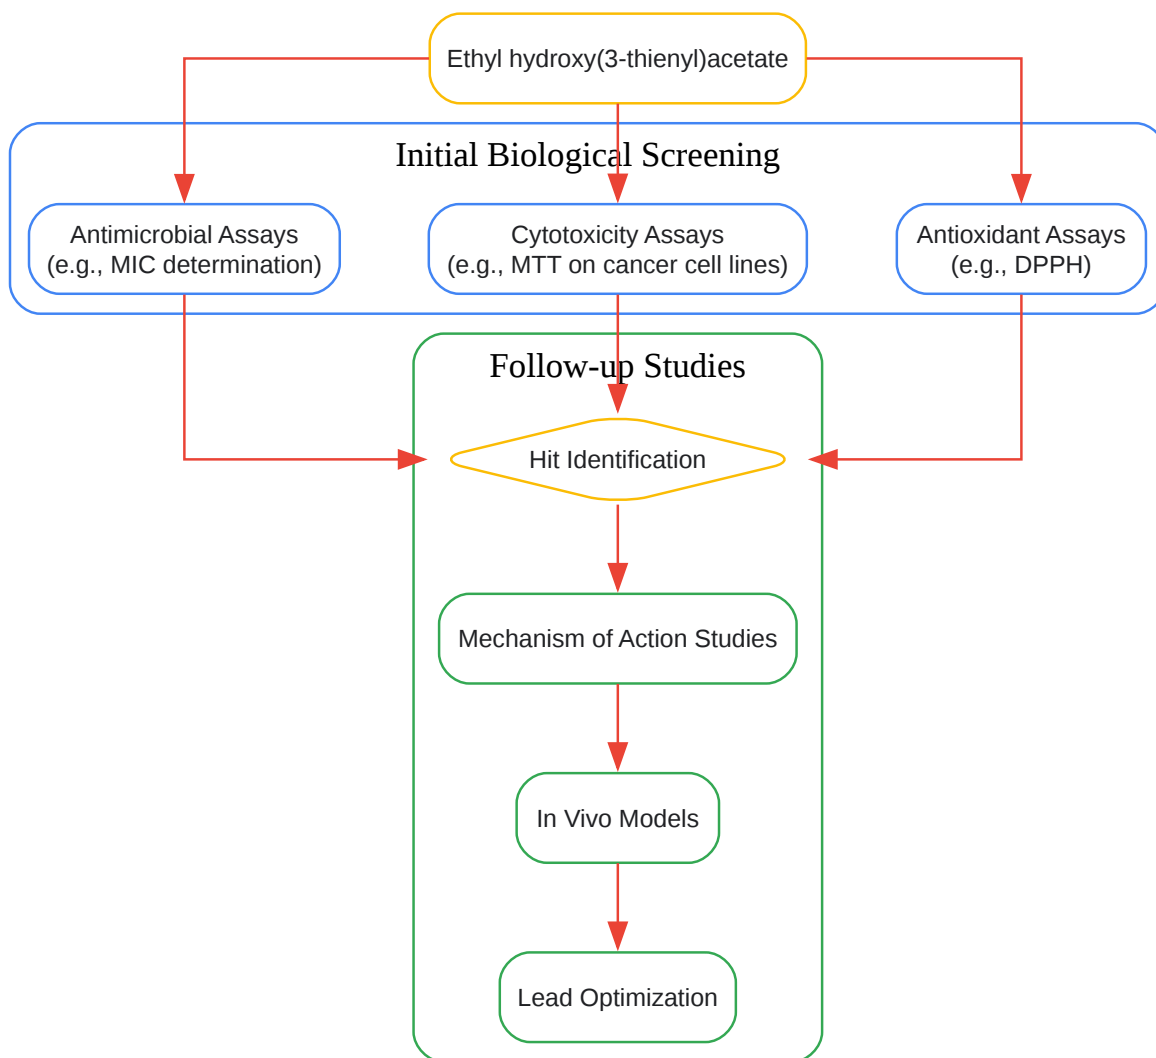 Ethyl hydroxy(3-thienyl)acetate
Initial Biological Screening
Antimicrobial Assays
(e.g., MIC determination)
Cytotoxicity Assays
(e.g., MTT on cancer cell lines)
Antioxidant Assays
(e.g., DPPH)
Follow-up Studies
Hit Identification
Mechanism of Action Studies
In Vivo Models
Lead Optimization